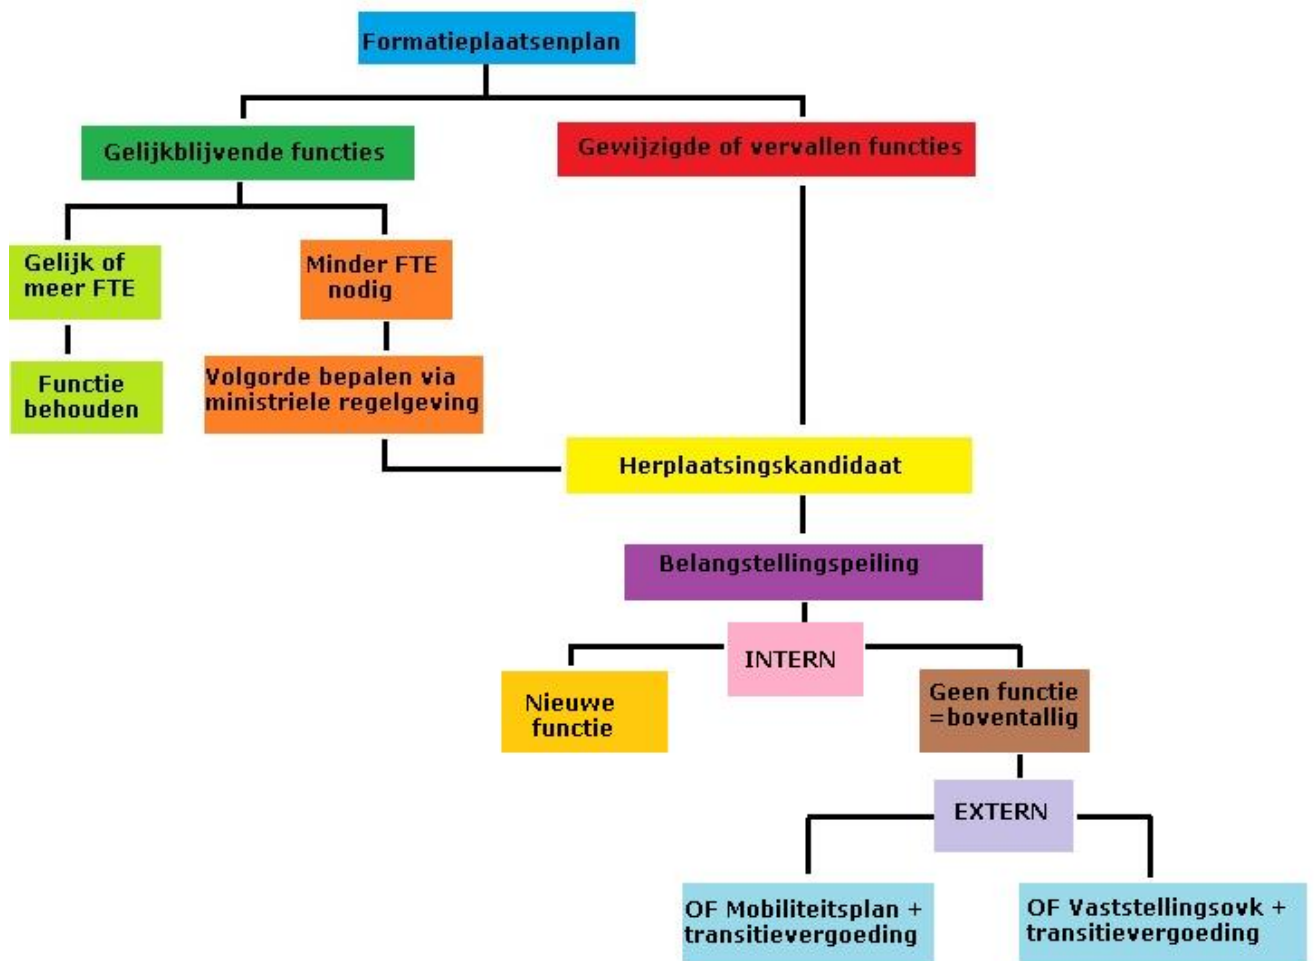 Formatieplaatsenplan
Gelijkblijvende functies
Gewijzigde of vervallen functies
Gelijk of
meer FTE
Minder FTE
nodig
Functie
behouden
Volgorde bepalen via
ministriele regelgeving
Herplaatsingskandidaat
Belangstellingspeiling
INTERN
Nieuwe
functie
Geen functie
=boventallig
EXTERN
OF Mobiliteitsplan +
transitievergoeding
OF Vaststellingsovk +
transitievergoeding